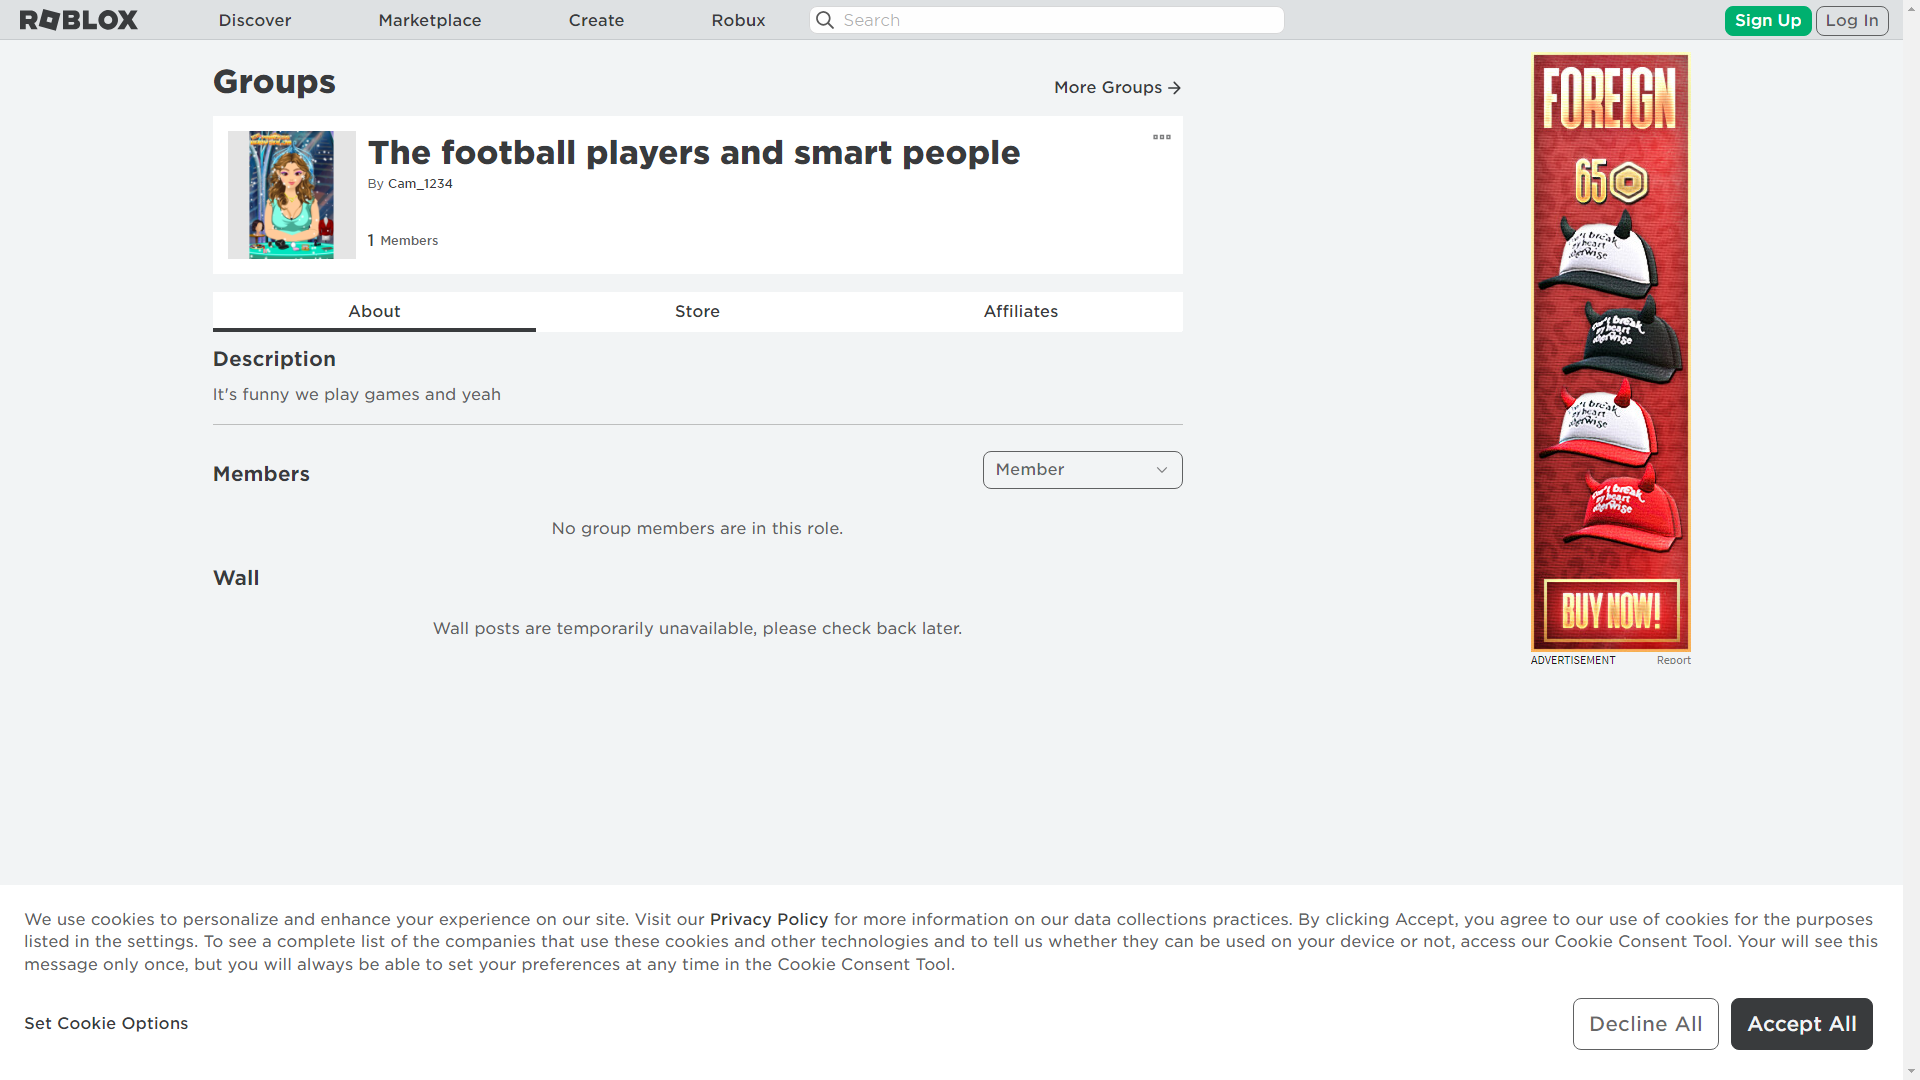 ROBLOX
Discover
Marketplace
Create
Robux
Search
Sign Up
Log In
Groups
More Groups
The football players and smart people
By Cam_1234
1 Members
About
Store
Affiliates
Description
It's funny we play games and yeah
Members
Member
No group members are in this role.
Wall
Wall posts are temporarily unavailable, please check back later.
FOREIGN
65
BUY NOW!
ADVERTISEMENT
Report
We use cookies to personalize and enhance your experience on our site. Visit our Privacy Policy for more information on our data collections practices. By clicking Accept, you agree to our use of cookies for the purposes
listed in the settings. To see a complete list of the companies that use these cookies and other technologies and to tell us whether they can be used on your device or not, access our Cookie Consent Tool. Your will see this
message only once, but you will always be able to set your preferences at any time in the Cookie Consent Tool.
Set Cookie Options
Decline All
Accept All